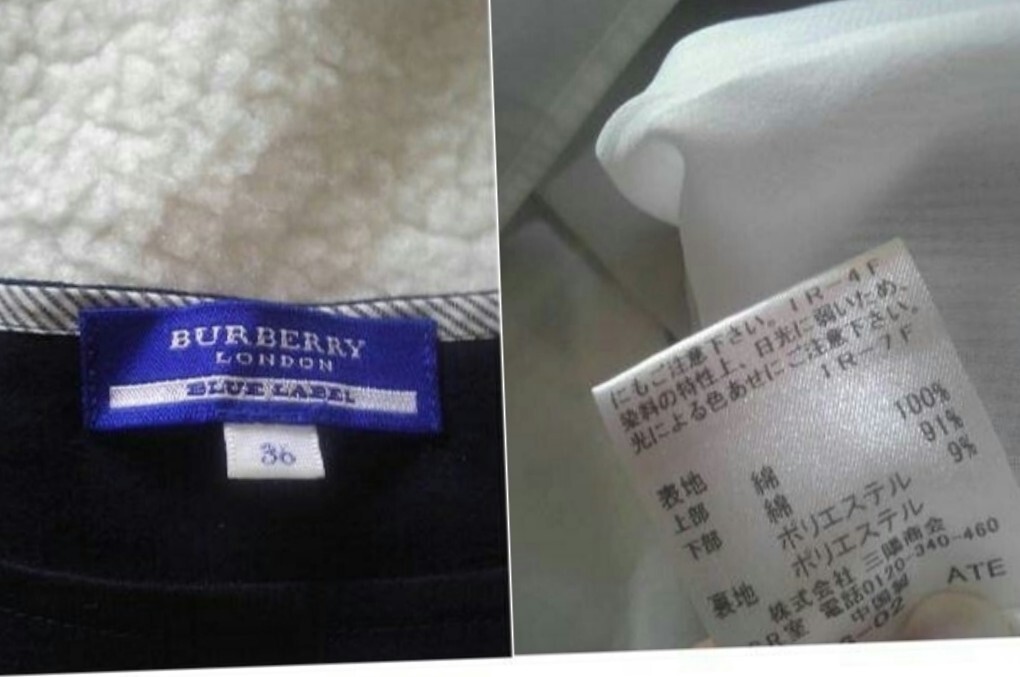 BURBERRY
LONDON
BLUE LABEL
36
にもご注意下さい。 IR-4F
染料の特性上、日光に弱いため、
光による色あせにご注意下さい。
IR-7F
表地 綿 100%
上部 綿 91%
下部 ポリエステル 9%
ポリエステル
裏地 株式会社 三陽商会
室 電話0120-340-460
中国製 ATE
-02